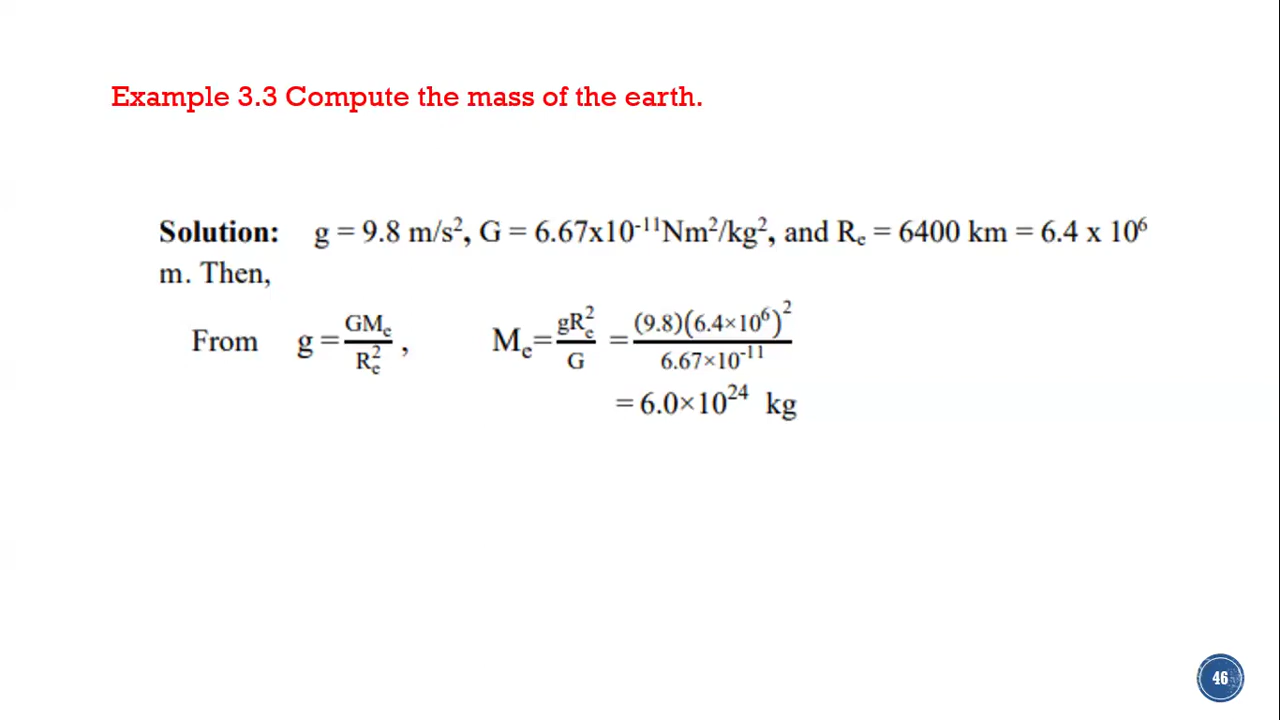 Example 3.3 Compute the mass of the earth.
Solution: g = 9.8 m/s², G = 6.67x10⁻¹¹Nm²/kg², and Rₑ = 6400 km = 6.4 x 10⁶
m. Then,
From g = GMₑ/Rₑ² , Mₑ= gRₑ²/G = (9.8)(6.4×10⁶)²/6.67×10⁻¹¹
= 6.0×10²⁴ kg
46